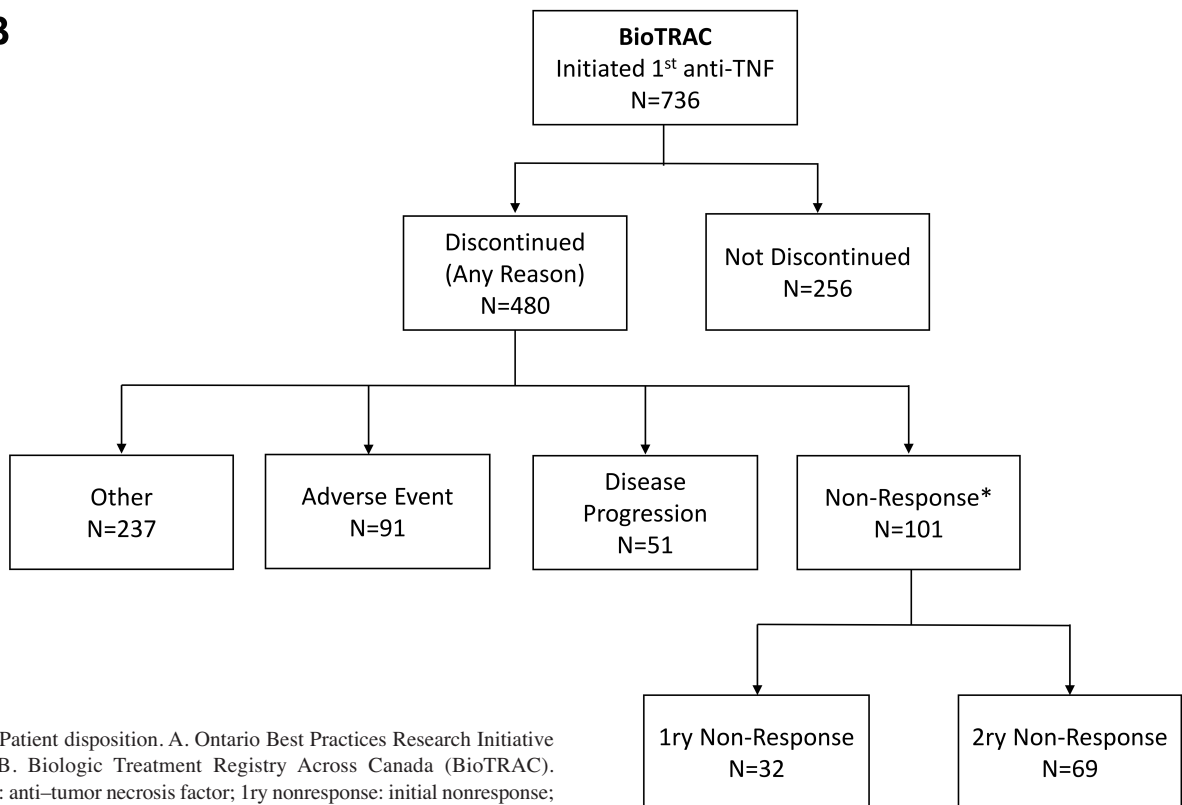 B
BioTRAC
Initiated 1st anti-TNF
N=736
Discontinued
(Any Reason)
N=480
Not Discontinued
N=256
Other
N=237
Adverse Event
N=91
Disease
Progression
N=51
Non-Response*
N=101
1ry Non-Response
N=32
2ry Non-Response
N=69
Patient disposition. A. Ontario Best Practices Research Initiative
B. Biologic Treatment Registry Across Canada (BioTRAC).
: anti–tumor necrosis factor; 1ry nonresponse: initial nonresponse;